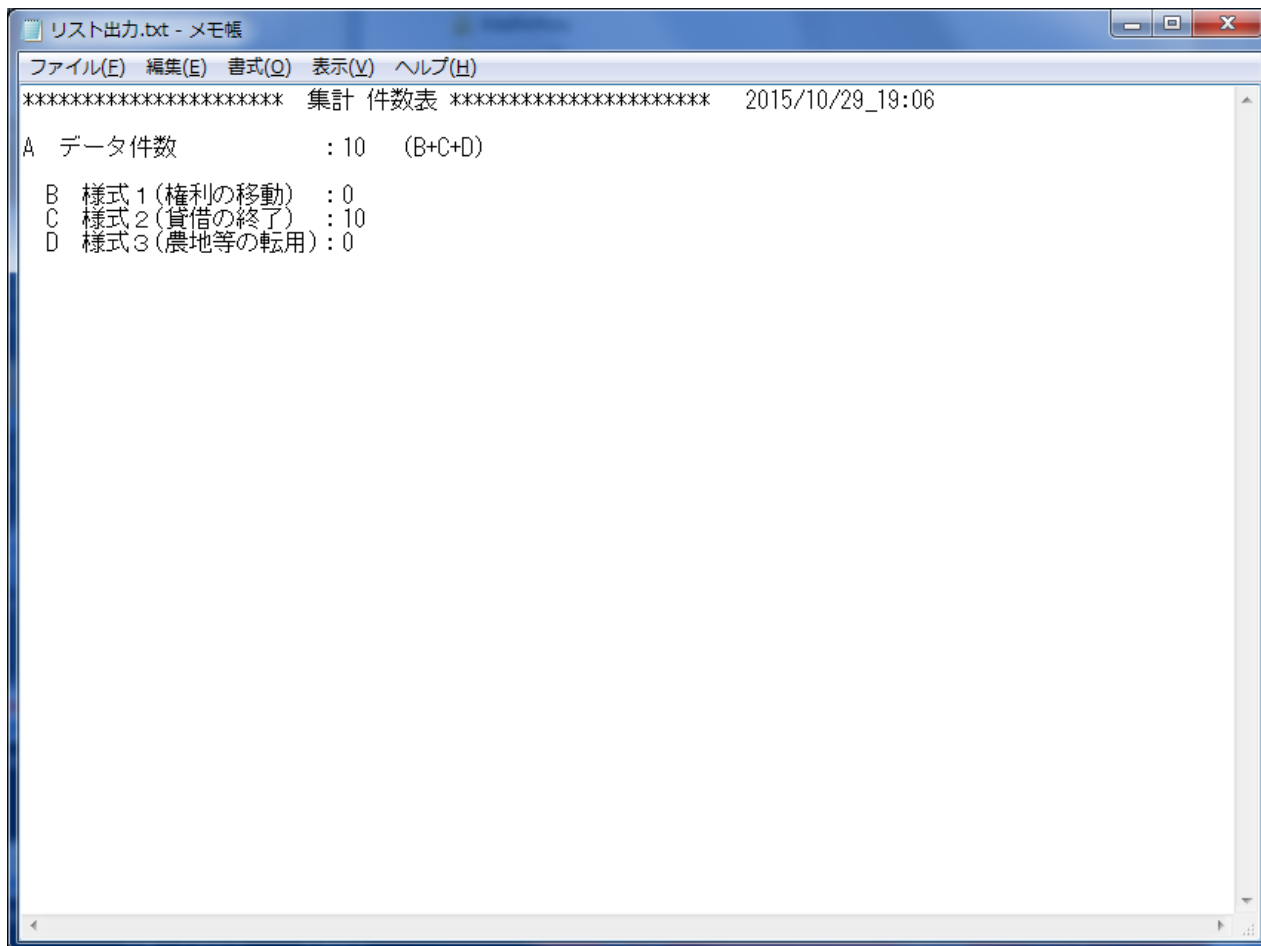 リスト出力.txt - メモ帳
ファイル(F) 編集(E) 書式(O) 表示(V) ヘルプ(H)
********************** 集計 件数表 ********************** 2015/10/29_19:06
A データ件数 :10 (B+C+D)
B 様式1(権利の移動) :0
C 様式2(貸借の終了) :10
D 様式3(農地等の転用):0